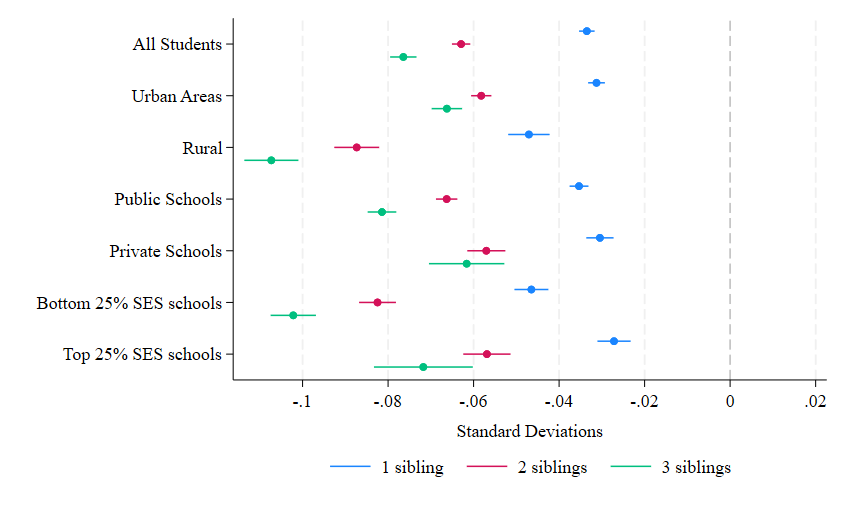 All Students
Urban Areas
Rural
Public Schools
Private Schools
Bottom 25% SES schools
Top 25% SES schools
-.1 -.08 -.06 -.04 -.02 0 .02
Standard Deviations
1 sibling 2 siblings 3 siblings